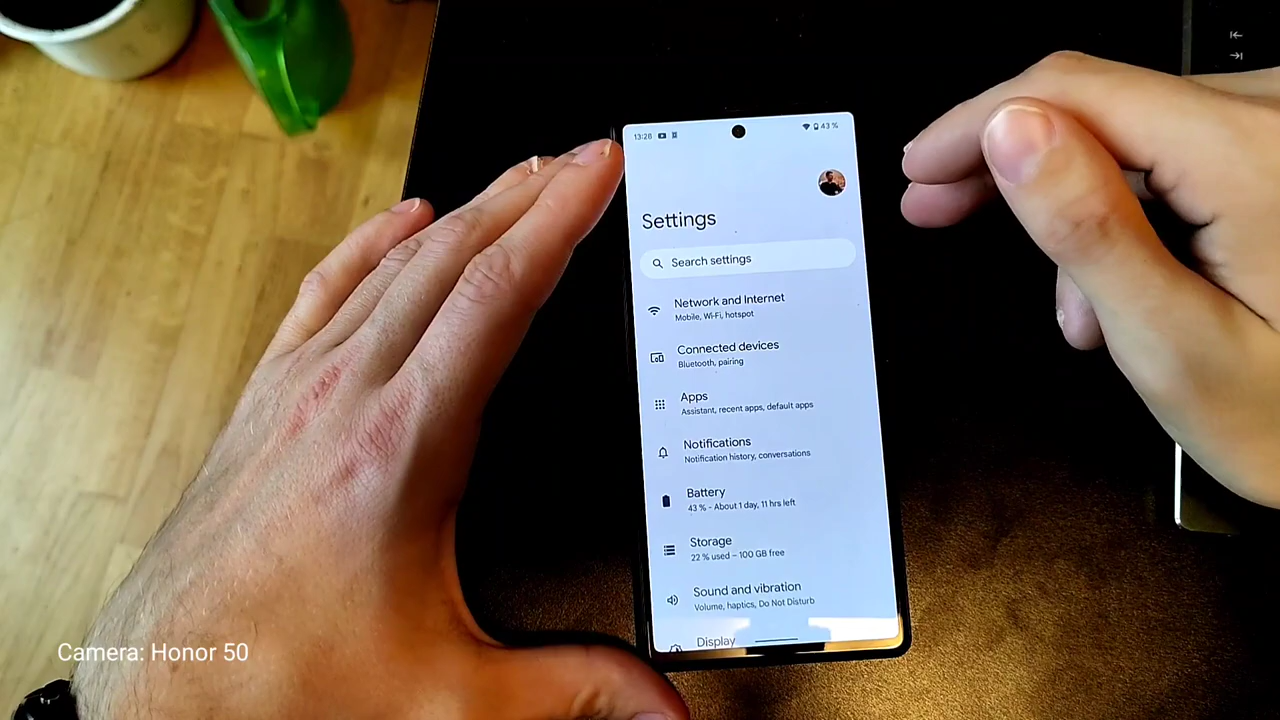 13:26
43 %
Settings
Search settings
Network and Internet
Mobile, Wi-Fi, hotspot
Connected devices
Bluetooth, pairing
Apps
Assistant, recent apps, default apps
Notifications
Notification history, conversations
Battery
43 % - About 1 day, 11 hrs left
Storage
22 % used – 100 GB free
Sound and vibration
Volume, haptics, Do Not Disturb
Display
Camera: Honor 50